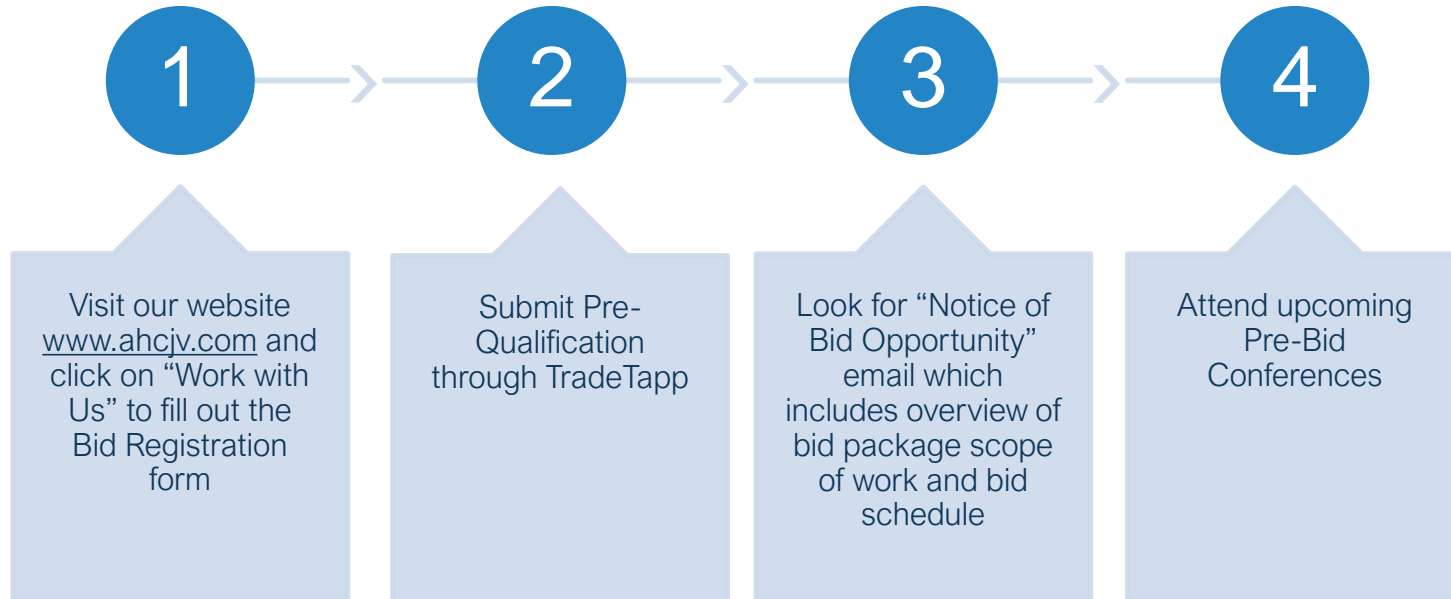 1
2
3
4
Visit our website
www.ahcjv.com and
click on “Work with
Us” to fill out the
Bid Registration
form
Submit Pre-
Qualification
through TradeTapp
Look for “Notice of
Bid Opportunity”
email which
includes overview of
bid package scope
of work and bid
schedule
Attend upcoming
Pre-Bid
Conferences